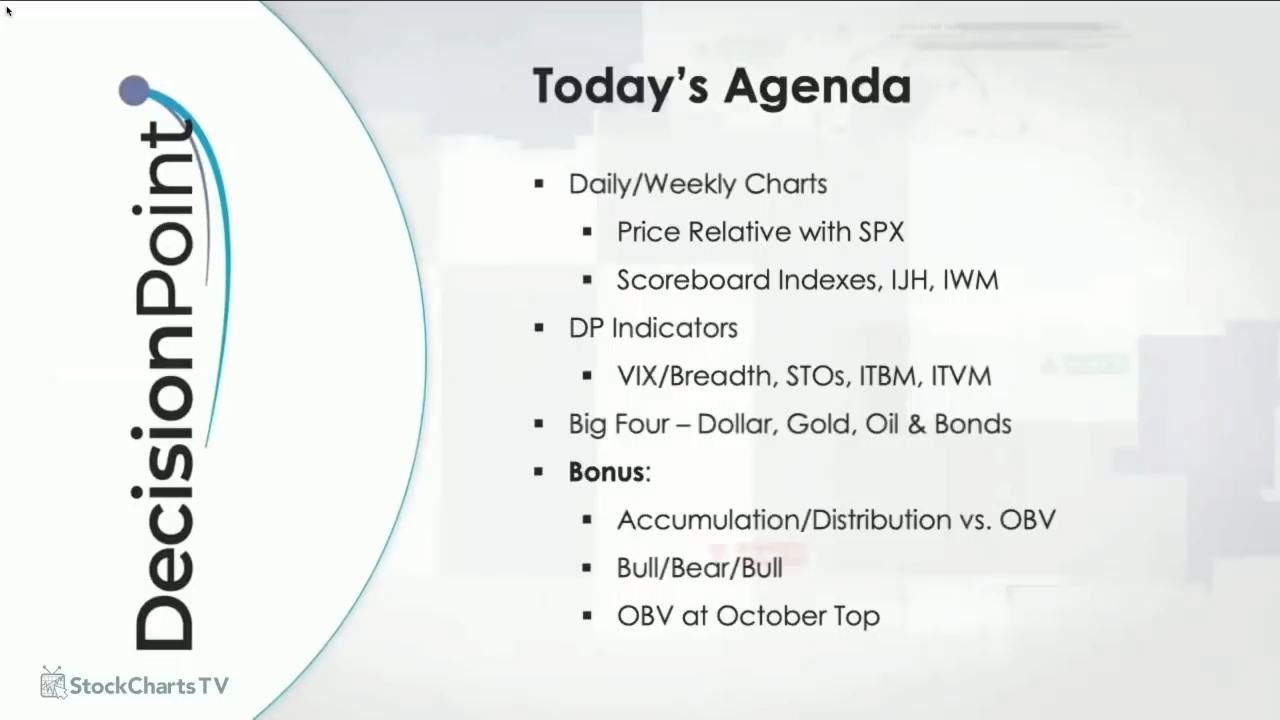 DecisionPoint
Today's Agenda
▪ Daily/Weekly Charts
▪ Price Relative with SPX
▪ Scoreboard Indexes, IJH, IWM
▪ DP Indicators
▪ VIX/Breadth, STOs, ITBM, ITVM
▪ Big Four – Dollar, Gold, Oil & Bonds
▪ Bonus:
▪ Accumulation/Distribution vs. OBV
▪ Bull/Bear/Bull
▪ OBV at October Top
StockChartsTV